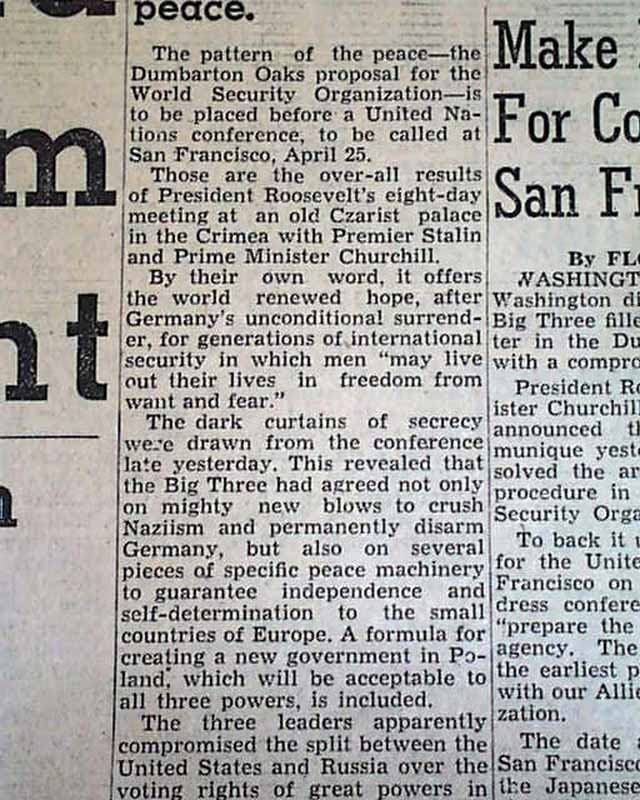 m
nt
n
peace.
The pattern of the peace—the
Dumbarton Oaks proposal for the
World Security Organization—is
to be placed before a United Na-
tions conference, to be called at
San Francisco, April 25.
Those are the over-all results
of President Roosevelt's eight-day
meeting at an old Czarist palace
in the Crimea with Premier Stalin
and Prime Minister Churchill.
By their own word, it offers
the world renewed hope, after
Germany's unconditional surrend-
er, for generations of international
security in which men "may live
out their lives in freedom from
want and fear."
The dark curtains of secrecy
were drawn from the conference
late yesterday. This revealed that
the Big Three had agreed not only
on mighty new blows to crush
Naziism and permanently disarm
Germany, but also on several
pieces of specific peace machinery
to guarantee independence and
self-determination to the small
countries of Europe. A formula for
creating a new government in Po-
land, which will be acceptable to
all three powers, is included.
The three leaders apparently
compromised the split between the
United States and Russia over the
voting rights of great powers in
Make
For Co
San Fr
By FLO
WASHINGT
Washington di
Big Three fille
ter in the Du
with a compro
President Ro
ister Churchill
announced th
munique yest
solved the ar
procedure in
Security Orga
To back it u
for the Unite
Francisco on
dress confere
"prepare the
agency. The
the earliest p
with our Allie
zation.
The date a
San Francisco
the Japanese